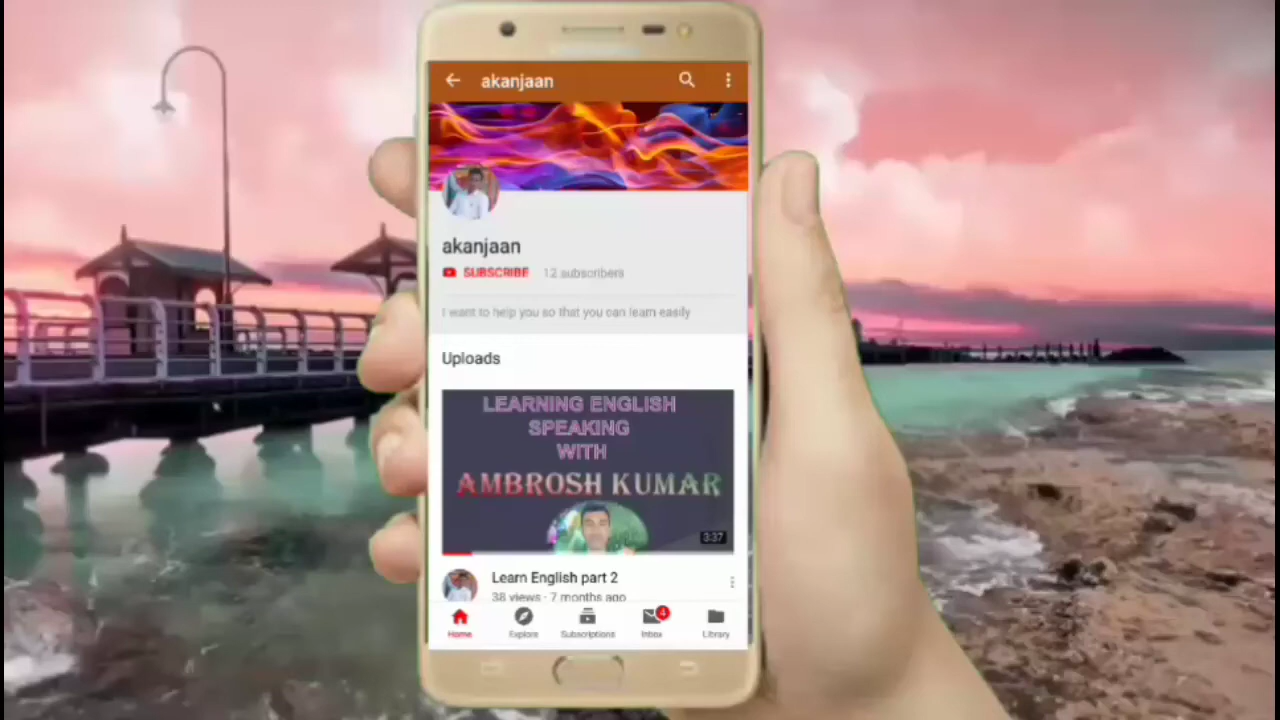 akanjaan
akanjaan
SUBSCRIBE 12 subscribers
I want to help you so that you can learn easily
Uploads
LEARNING ENGLISH
SPEAKING
WITH
AMBROSH KUMAR
3:37
Learn English part 2
38 views · 7 months ago
4
Home Explore Subscriptions Inbox Library